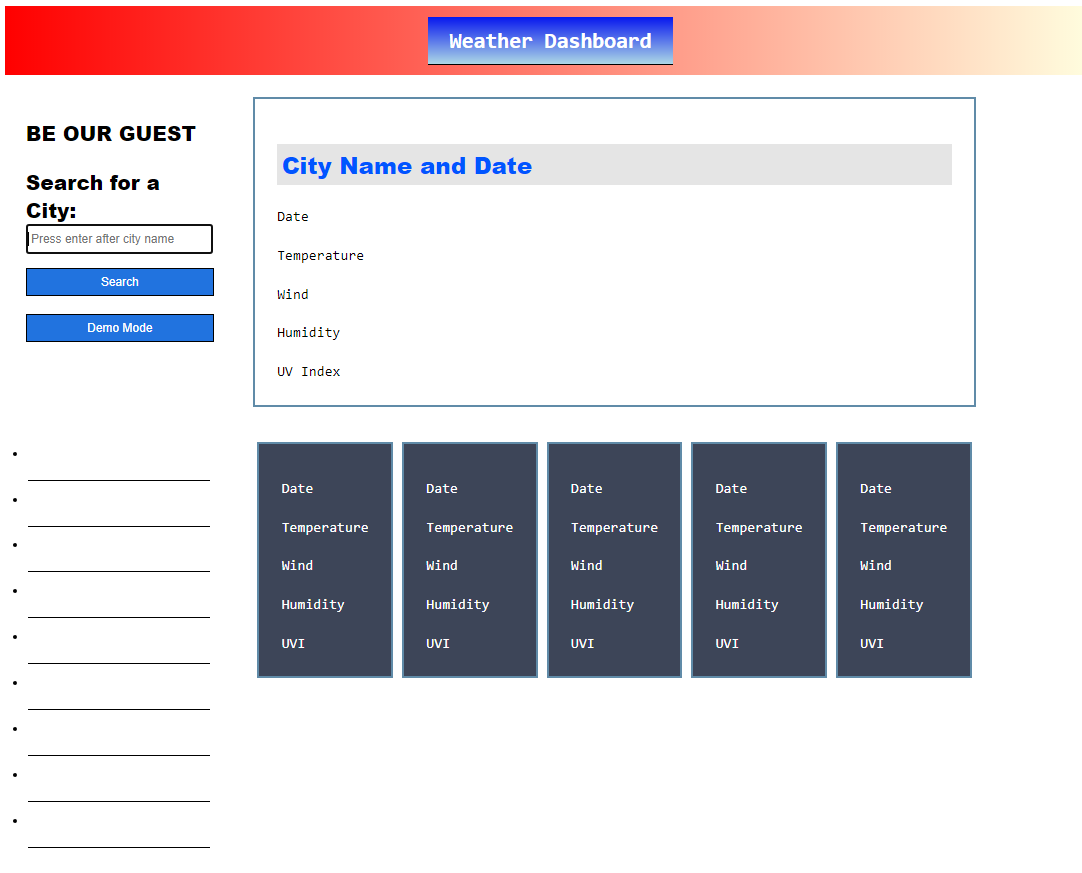 Weather Dashboard
BE OUR GUEST
Search for a
City:
Press enter after city name
Search
Demo Mode
City Name and Date
Date
Temperature
Wind
Humidity
UV Index
Date
Temperature
Wind
Humidity
UVI
Date
Temperature
Wind
Humidity
UVI
Date
Temperature
Wind
Humidity
UVI
Date
Temperature
Wind
Humidity
UVI
Date
Temperature
Wind
Humidity
UVI